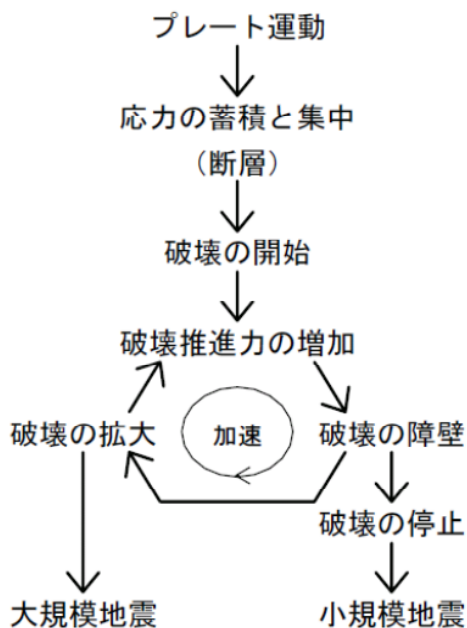 プレート運動
応力の蓄積と集中
（断層）
破壊の開始
破壊推進力の増加
破壊の拡大
加速
破壊の障壁
破壊の停止
大規模地震
小規模地震